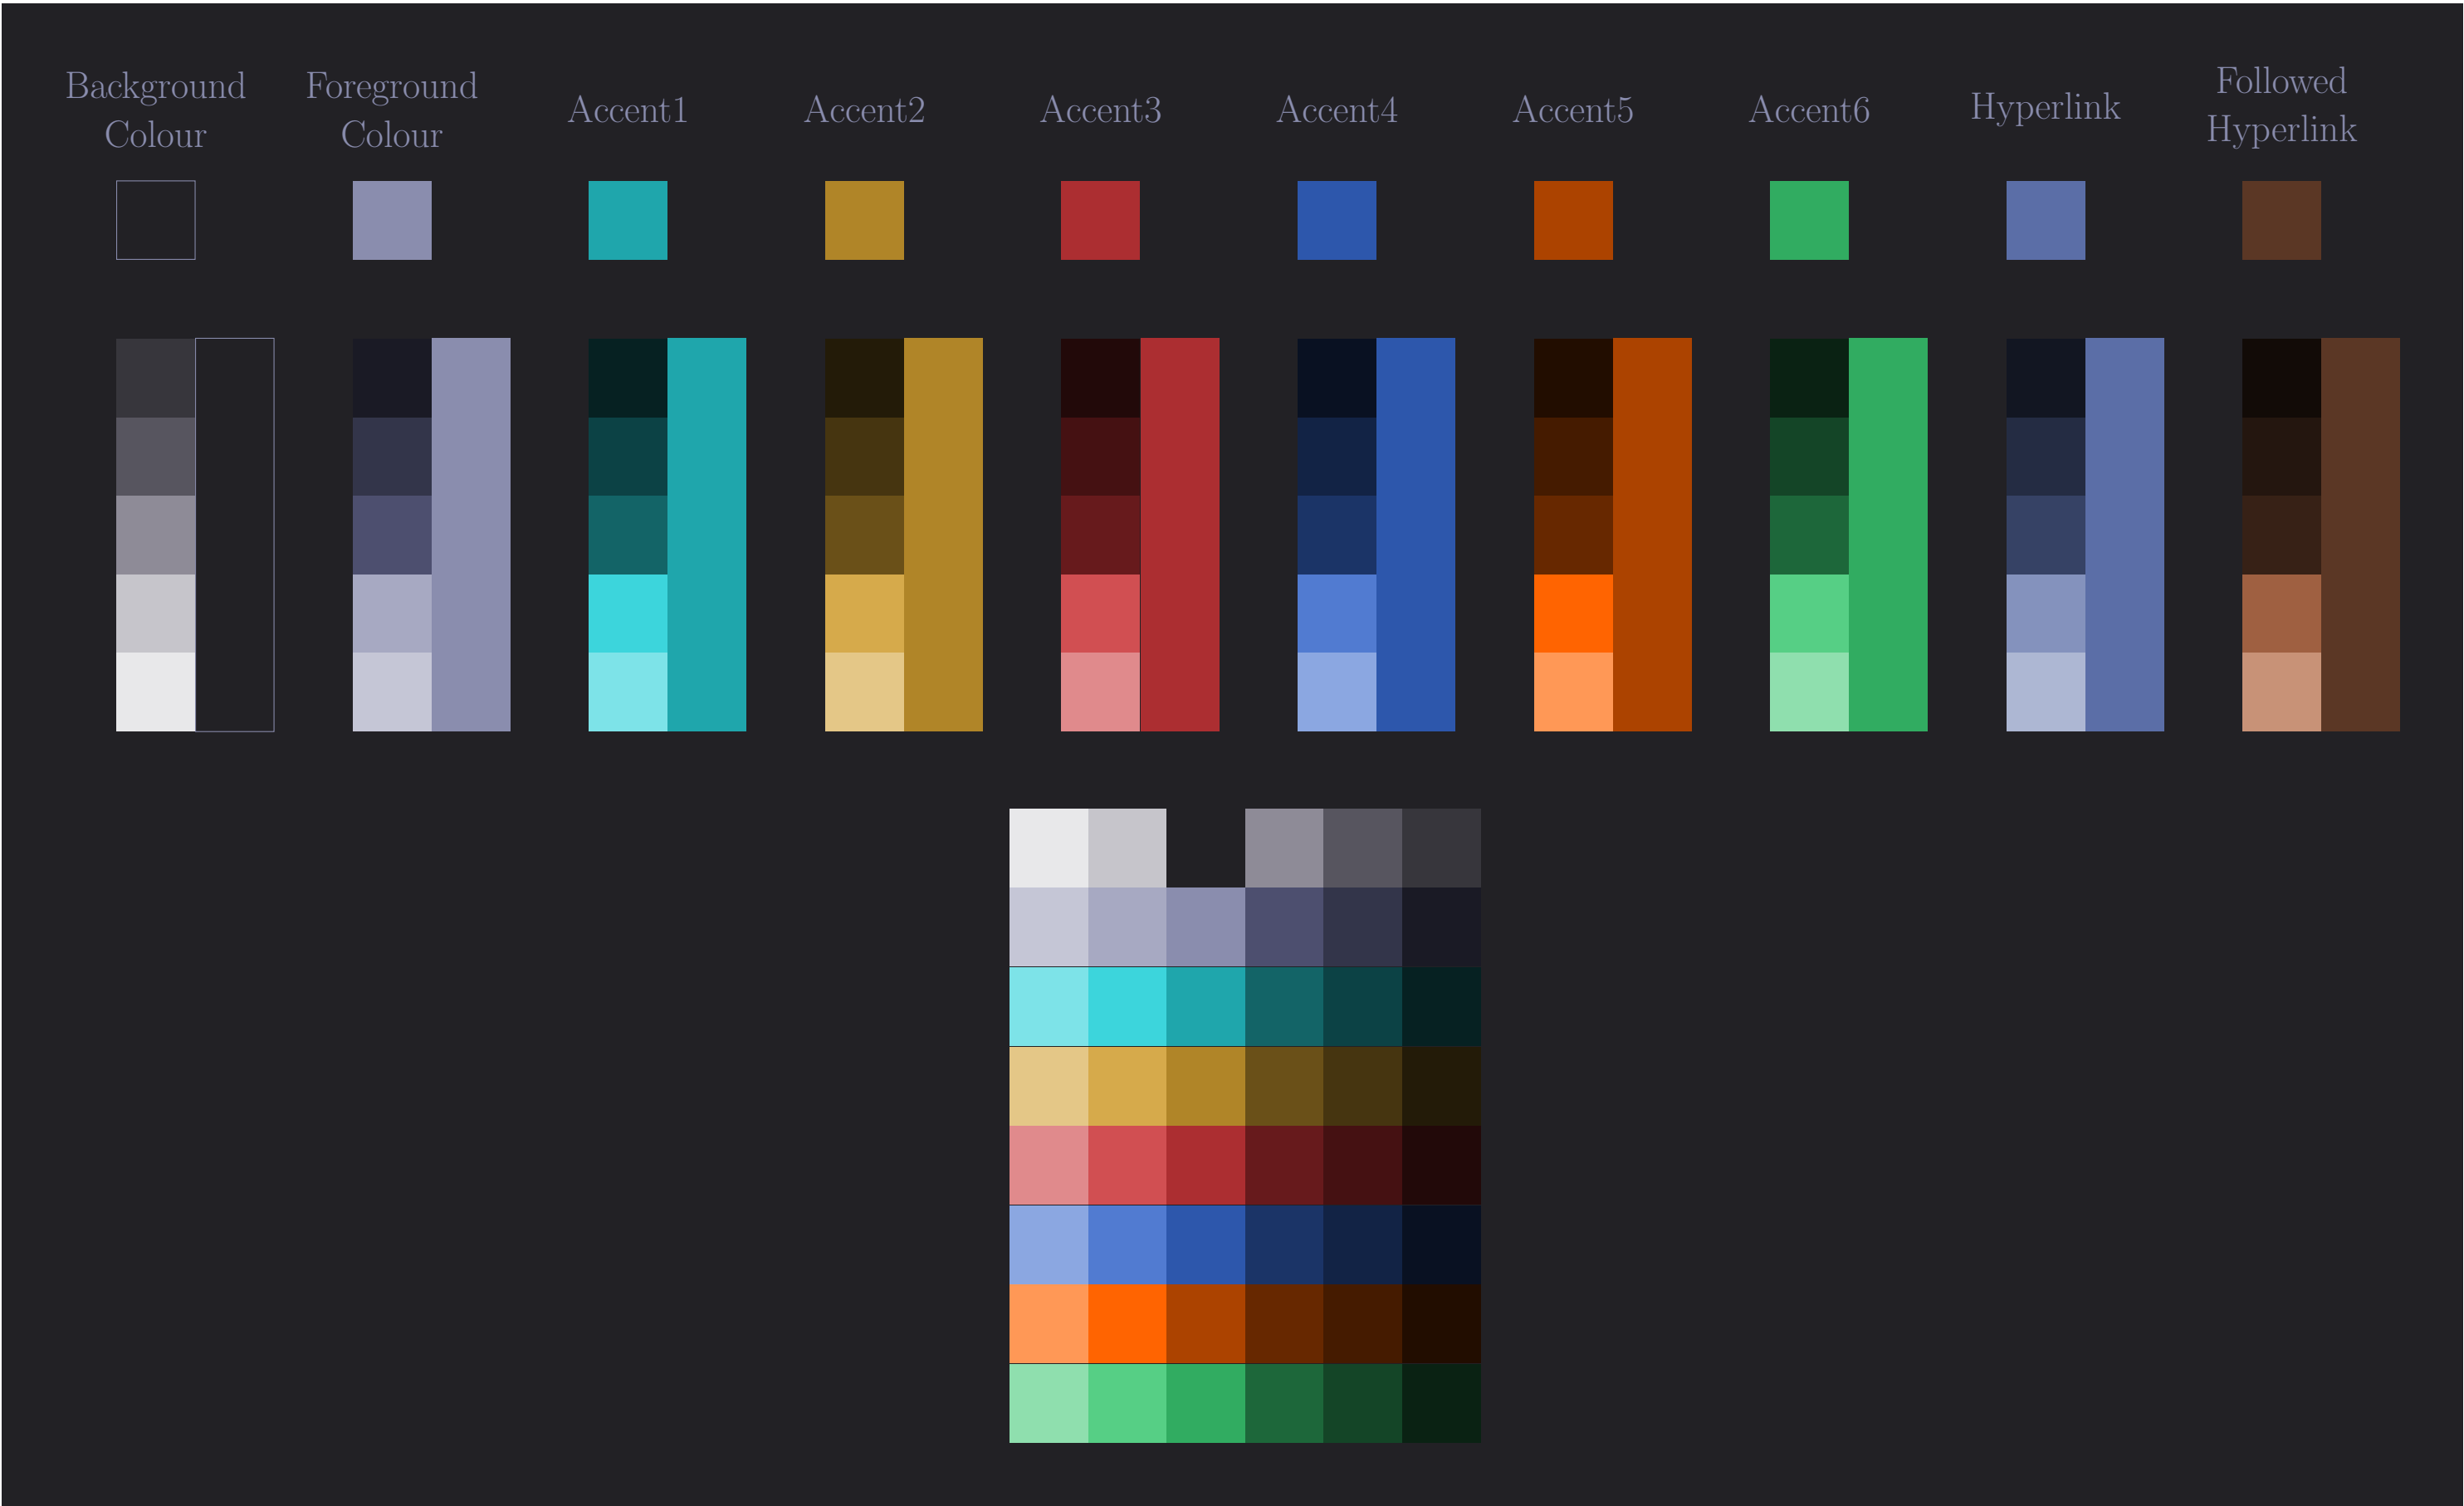 Background
Colour
Foreground
Colour
Accent1
Accent2
Accent3
Accent4
Accent5
Accent6
Hyperlink
Followed
Hyperlink